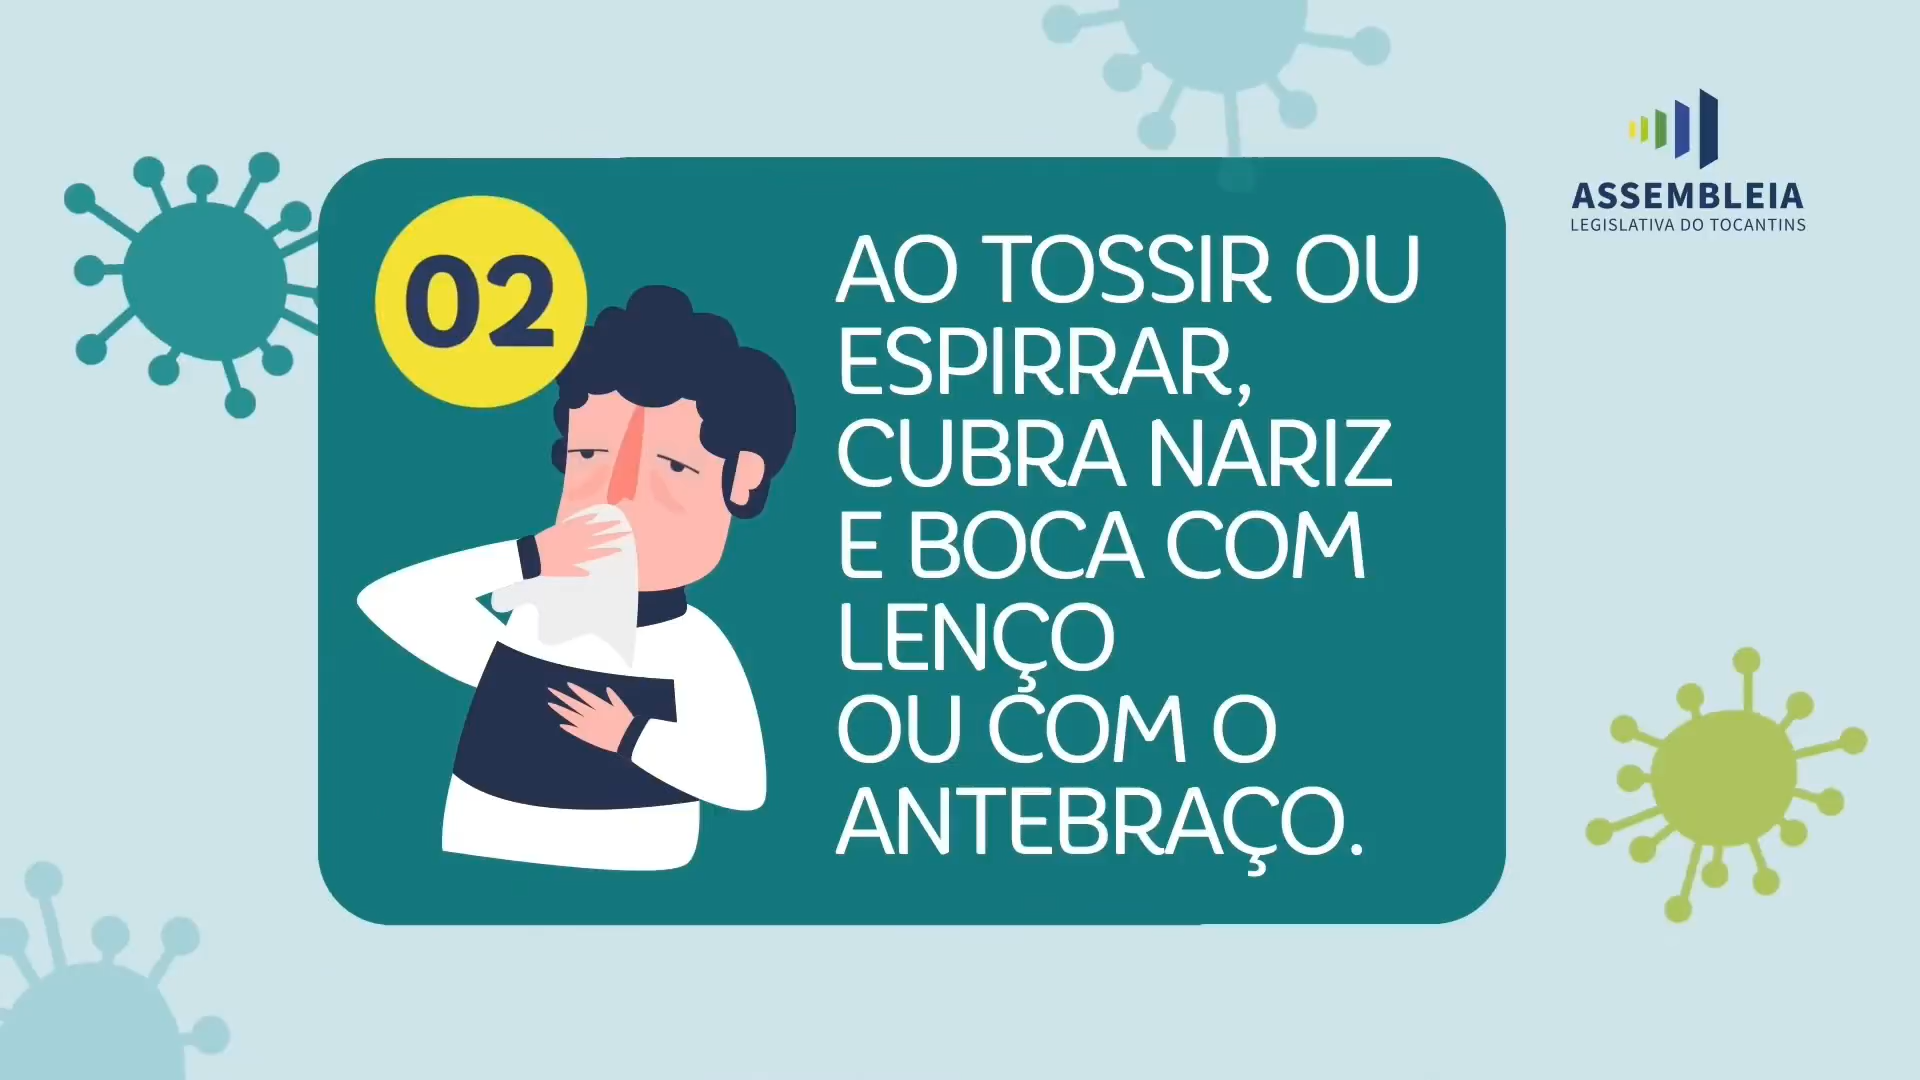 ASSEMBLEIA
LEGISLATIVA DO TOCANTINS
02
AO TOSSIR OU
ESPIRRAR,
CUBRA NARIZ
E BOCA COM
LENÇO
OU COM O
ANTEBRAÇO.